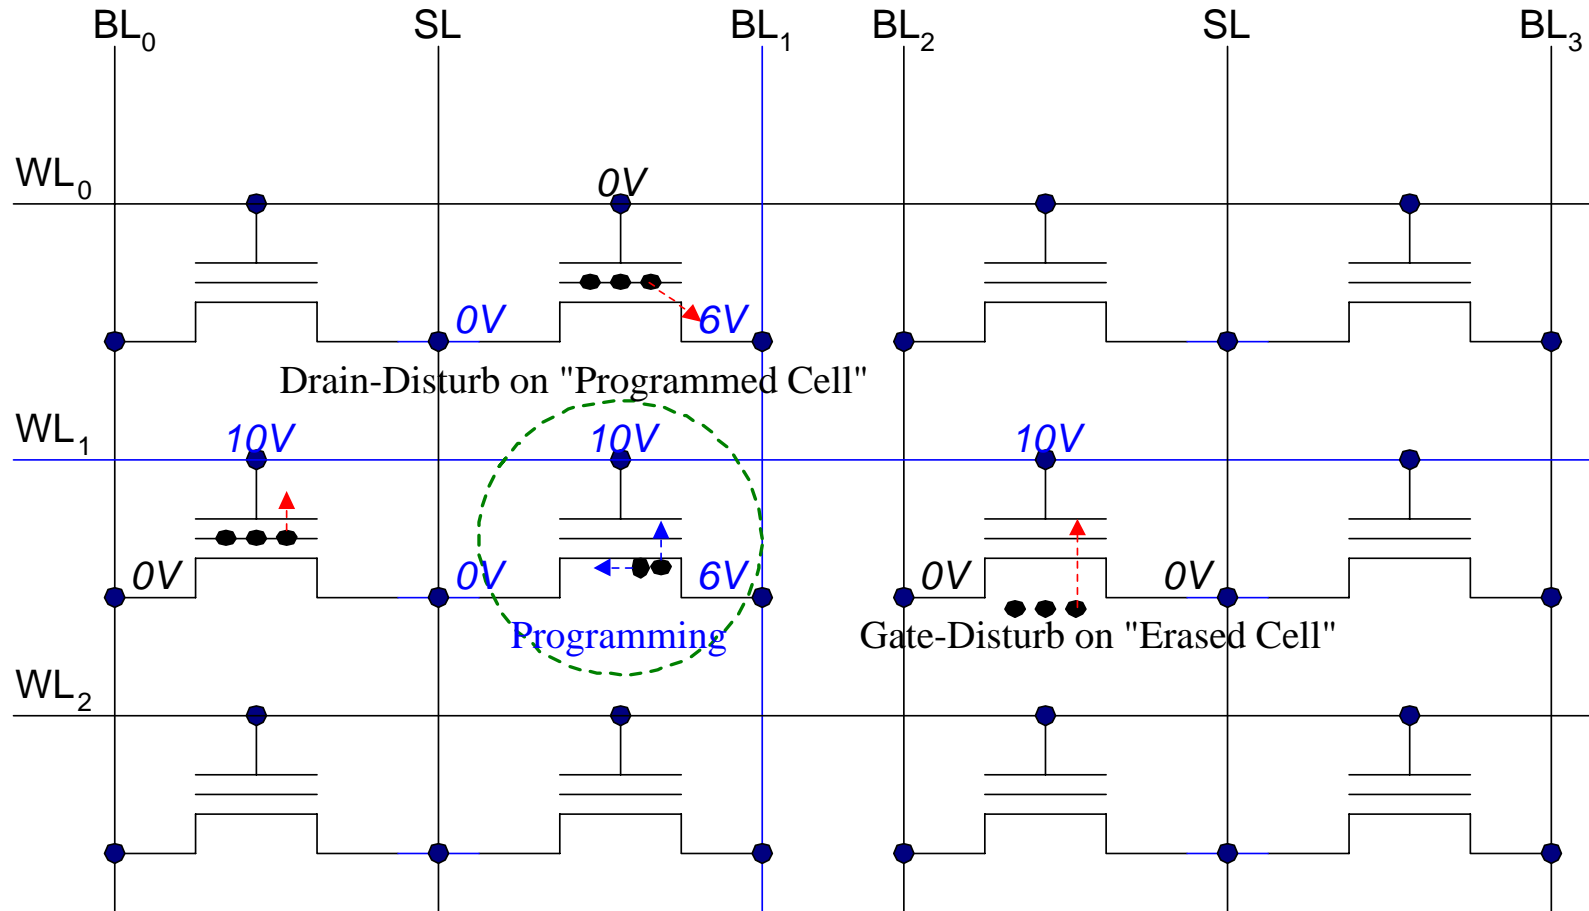 BL₀ SL BL₁ BL₂ SL BL₃
WL₀
0V
0V 6V
Drain-Disturb on "Programmed Cell"
WL₁
10V 10V 10V
0V 0V 6V 0V 0V
Programming Gate-Disturb on "Erased Cell"
WL₂